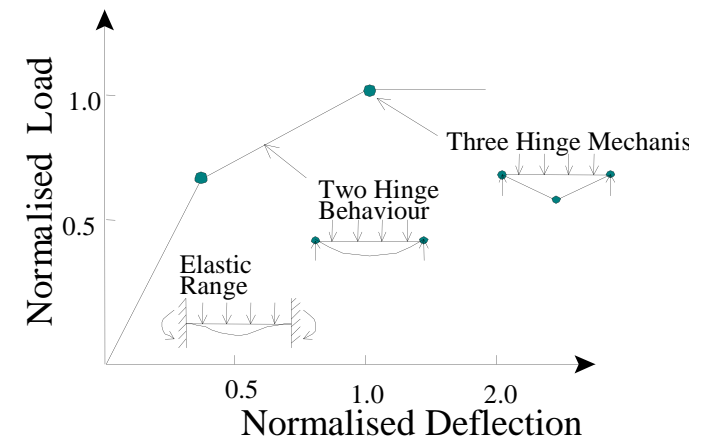 Normalised Load
1.0
Three Hinge Mechanis
Two Hinge
Behaviour
0.5
Elastic
Range
0.5
1.0
2.0
Normalised Deflection